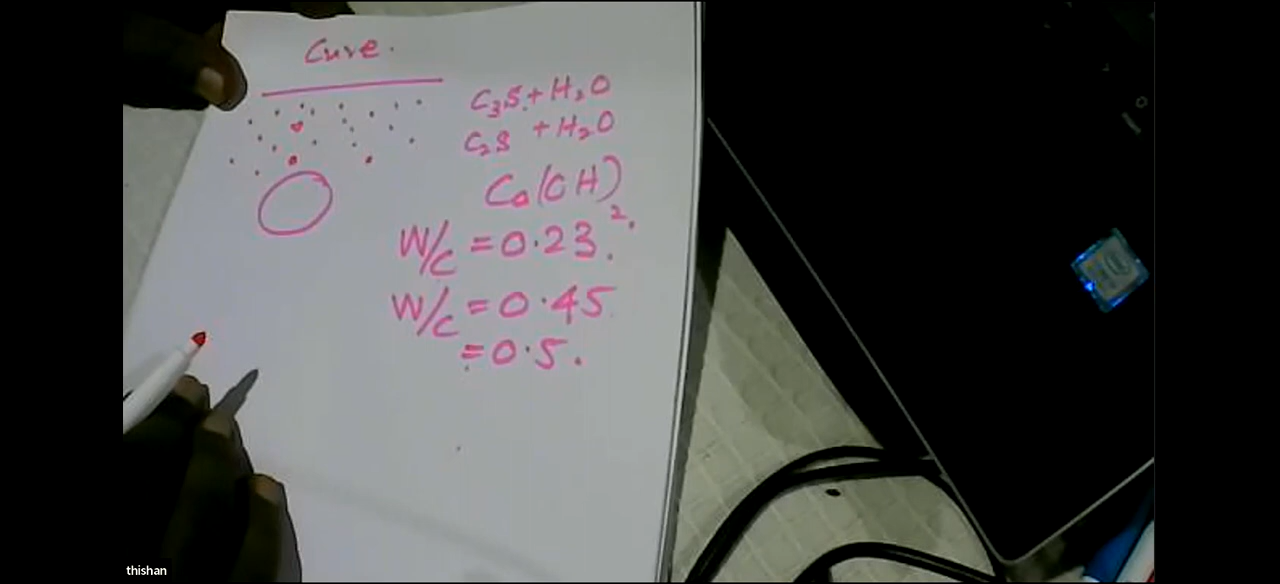 Cure.
C3S + H2O
C2S + H2O
Ca(OH)2.
W/C = 0.23.
W/C = 0.45
= 0.5.
thishan